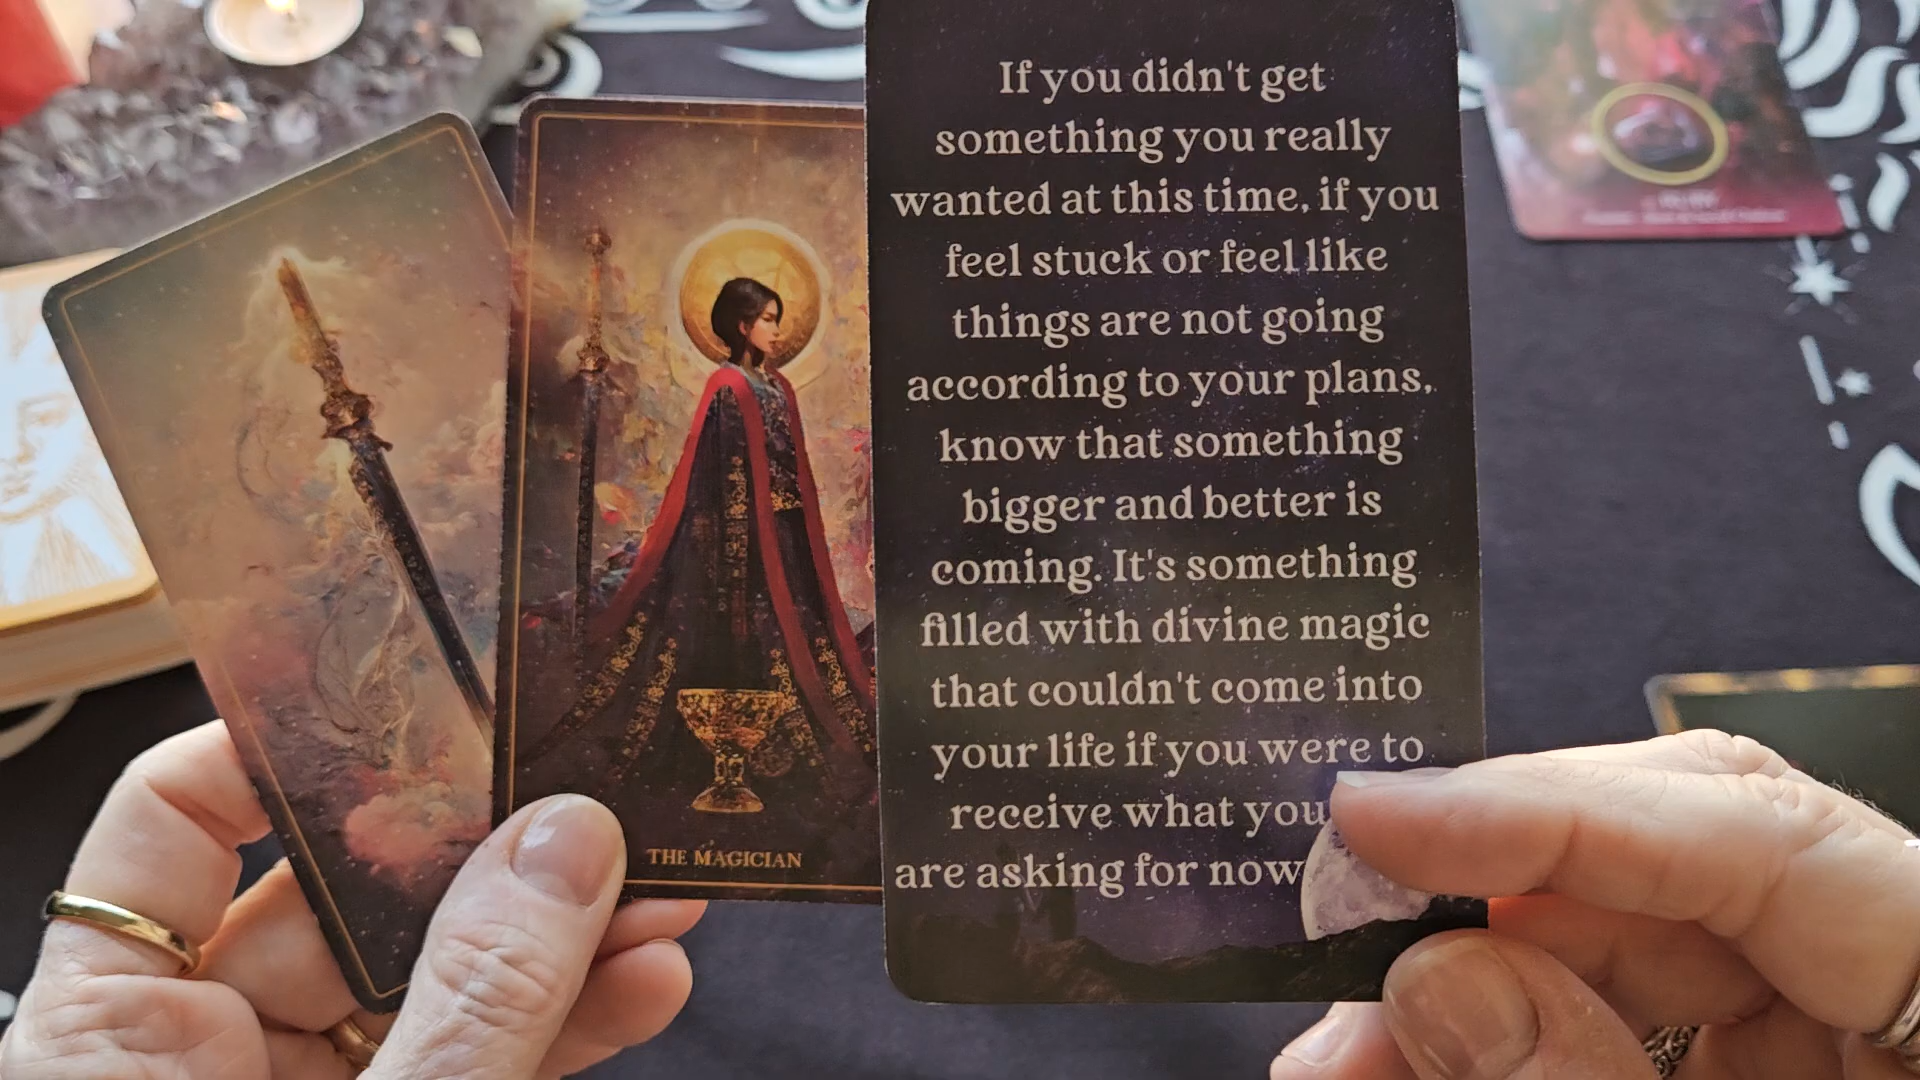 If you didn't get
something you really
wanted at this time, if you
feel stuck or feel like
things are not going
according to your plans,
know that something
bigger and better is
coming. It's something
filled with divine magic
that couldn't come into
your life if you were to
receive what you
are asking for now
THE MAGICIAN